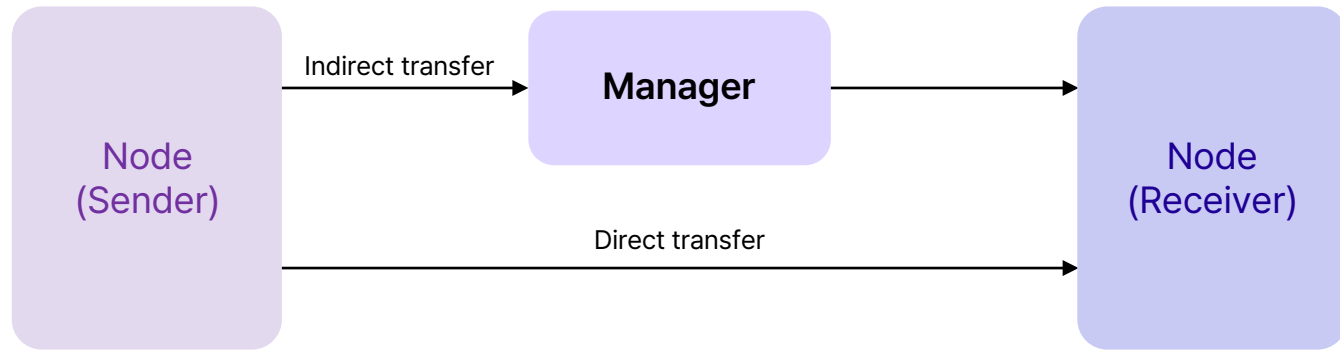 Indirect transfer
Manager
Node
(Sender)
Node
(Receiver)
Direct transfer